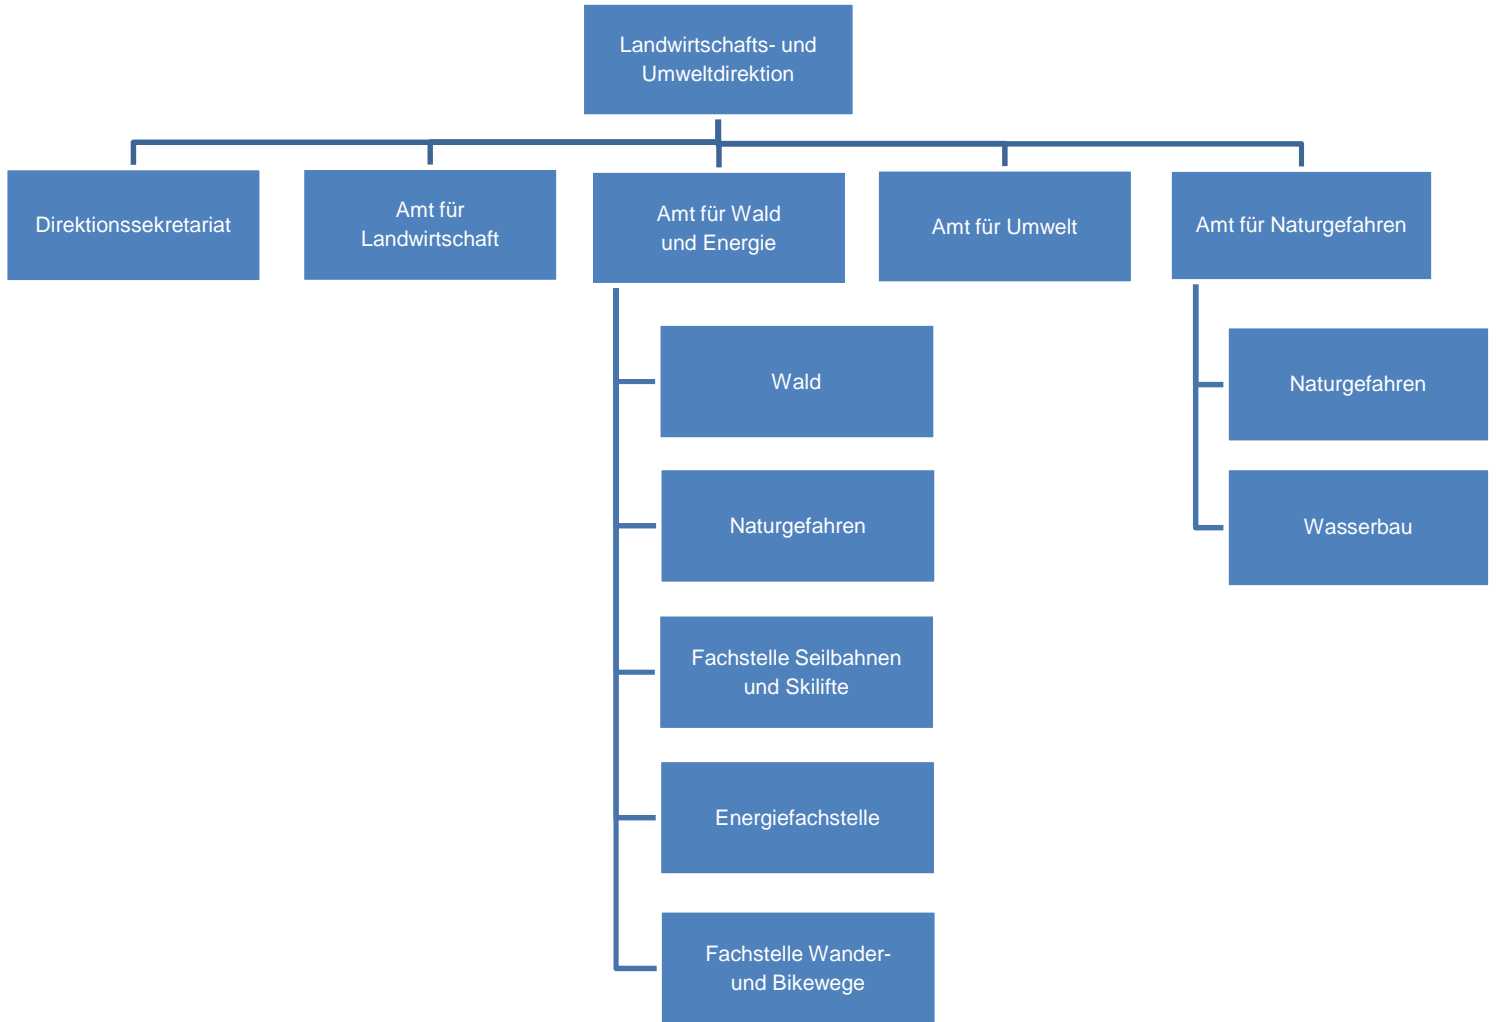 Landwirtschafts- und
Umweltdirektion
Direktionssekretariat
Amt für
Landwirtschaft
Amt für Wald
und Energie
Amt für Umwelt
Amt für Naturgefahren
Wald
Naturgefahren
Fachstelle Seilbahnen
und Skilifte
Energiefachstelle
Fachstelle Wander-
und Bikewege
Naturgefahren
Wasserbau